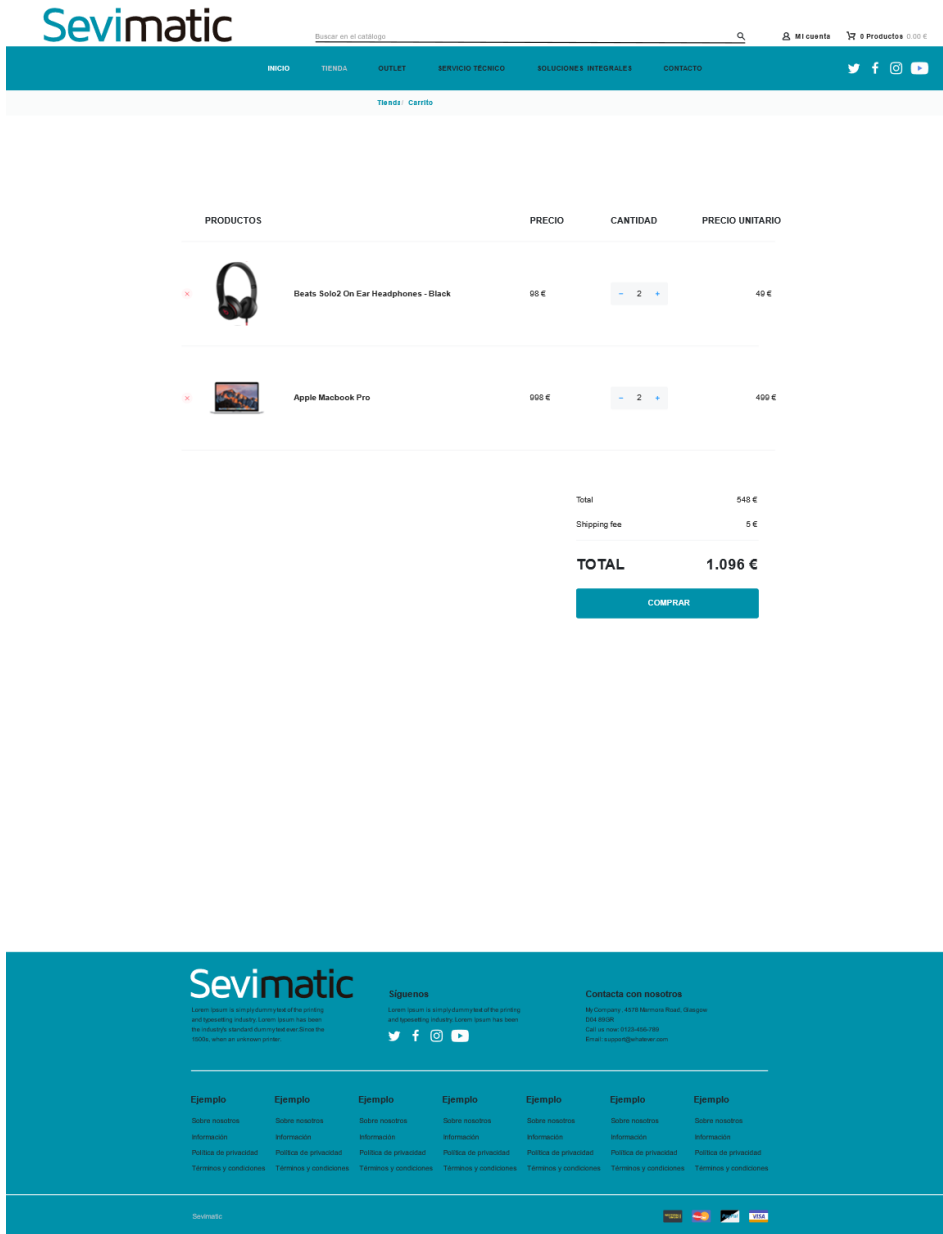 Sevimatic
Buscar en el catálogo
Mi cuenta
0 Productos 0.00 €
INICIO TIENDA OUTLET SERVICIO TÉCNICO SOLUCIONES INTEGRALES CONTACTO
Tienda/ Carrito
PRODUCTOS PRECIO CANTIDAD PRECIO UNITARIO
Beats Solo2 On Ear Headphones - Black 98 € − 2 + 49 €
Apple Macbook Pro 998 € − 2 + 499 €
Total 548 €
Shipping fee 5 €
TOTAL 1.096 €
COMPRAR
Sevimatic
Lorem Ipsum is simply dummy text of the printing
and typesetting industry. Lorem Ipsum has been
the industry's standard dummy text ever. Since the
1500s, when an unknown printer.
Síguenos
Lorem Ipsum is simply dummy text of the printing
and typesetting industry. Lorem Ipsum has been
Contacta con nosotros
My Company, 4578 Marmora Road, Glasgow
D04 89GR
Call us now: 0123-456-789
Email: support@whatever.com
Ejemplo Ejemplo Ejemplo Ejemplo Ejemplo Ejemplo Ejemplo
Sobre nosotros Sobre nosotros Sobre nosotros Sobre nosotros Sobre nosotros Sobre nosotros Sobre nosotros
Información Información Información Información Información Información Información
Política de privacidad Política de privacidad Política de privacidad Política de privacidad Política de privacidad Política de privacidad Política de privacidad
Términos y condiciones Términos y condiciones Términos y condiciones Términos y condiciones Términos y condiciones Términos y condiciones Términos y condiciones
Sevimatic
VISA